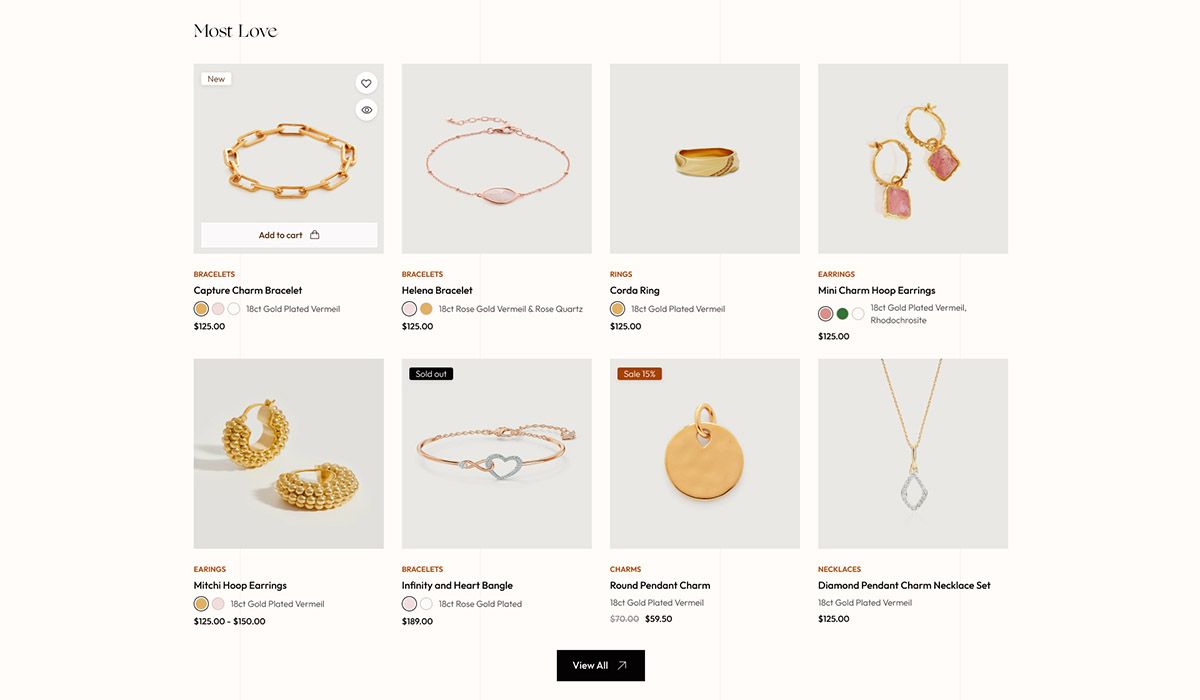 Most Love
New
Add to cart
BRACELETS
Capture Charm Bracelet
18ct Gold Plated Vermeil
$125.00
BRACELETS
Helena Bracelet
18ct Rose Gold Vermeil & Rose Quartz
$125.00
RINGS
Corda Ring
18ct Gold Plated Vermeil
$125.00
EARRINGS
Mini Charm Hoop Earrings
18ct Gold Plated Vermeil,
Rhodochrosite
$125.00
EARINGS
Mitchi Hoop Earrings
18ct Gold Plated Vermeil
$125.00 - $150.00
Sold out
BRACELETS
Infinity and Heart Bangle
18ct Rose Gold Plated
$189.00
Sale 15%
CHARMS
Round Pendant Charm
18ct Gold Plated Vermeil
$70.00 $59.50
NECKLACES
Diamond Pendant Charm Necklace Set
18ct Gold Plated Vermeil
$125.00
View All